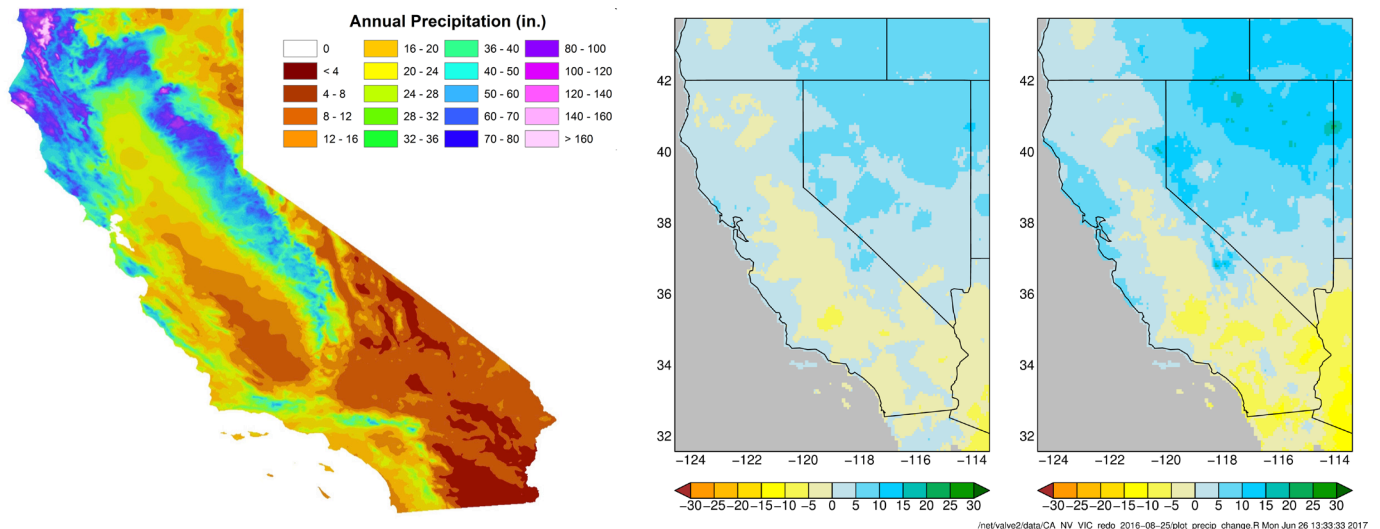 Annual Precipitation (in.)
0
16 - 20
36 - 40
80 - 100
< 4
20 - 24
40 - 50
100 - 120
4 - 8
24 - 28
50 - 60
120 - 140
8 - 12
28 - 32
60 - 70
140 - 160
12 - 16
32 - 36
70 - 80
> 160
42
40
38
36
34
32
−124
−122
−120
−118
−116
−114
−30
−25
−20
−15
−10
−5
0
5
10
15
20
25
30
42
40
38
36
34
32
−124
−122
−120
−118
−116
−114
−30
−25
−20
−15
−10
−5
0
5
10
15
20
25
30
/net/valve2/data/CA_NV_VIC_redo_2016−08−25/plot_precip_change.R Mon Jun 26 13:33:33 2017